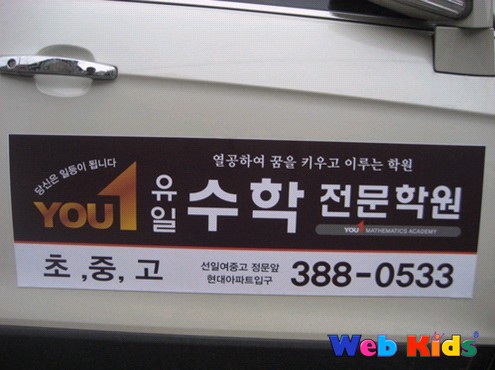 당신은 일등이 됩니다
YOU1
유일
열공하여 꿈을 키우고 이루는 학원
수학 전문학원
YOU1 MATHEMATICS ACADEMY
초, 중, 고
선일여중고 정문앞
현대아파트입구
388-0533
Web Kids